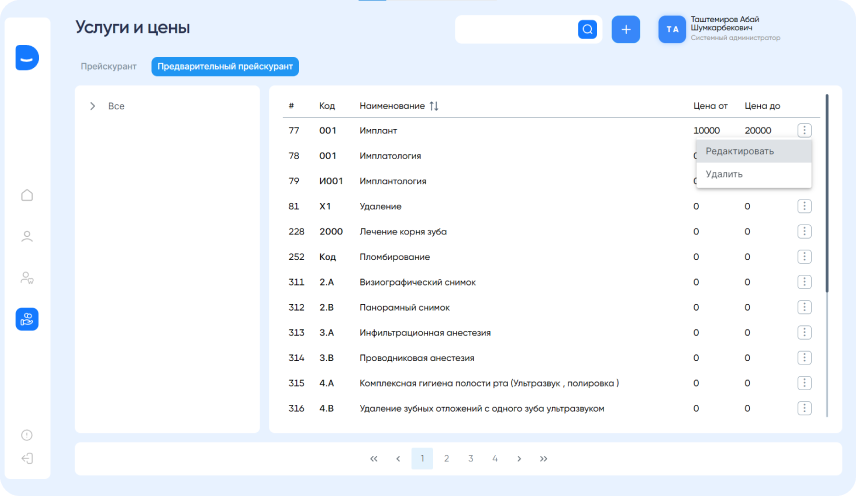 Услуги и цены
ТА
Таштемиров Абай
Шумкарбекович
Системный администратор
Прейскурант
Предварительный прейскурант
Все
# Код Наименование Цена от Цена до
77 001 Имплант 10000 20000
78 001 Имплатология
79 И001 Имплантология
Редактировать
Удалить
81 X1 Удаление 0 0
228 2000 Лечение корня зуба 0 0
252 Код Пломбирование 0 0
311 2.A Визиографический снимок 0 0
312 2.B Панорамный снимок 0 0
313 3.A Инфильтрационная анестезия 0 0
314 3.B Проводниковая анестезия 0 0
315 4.A Комплексная гигиена полости рта (Ультразвук , полировка ) 0 0
316 4.B Удаление зубных отложений с одного зуба ультразвуком 0 0
1 2 3 4